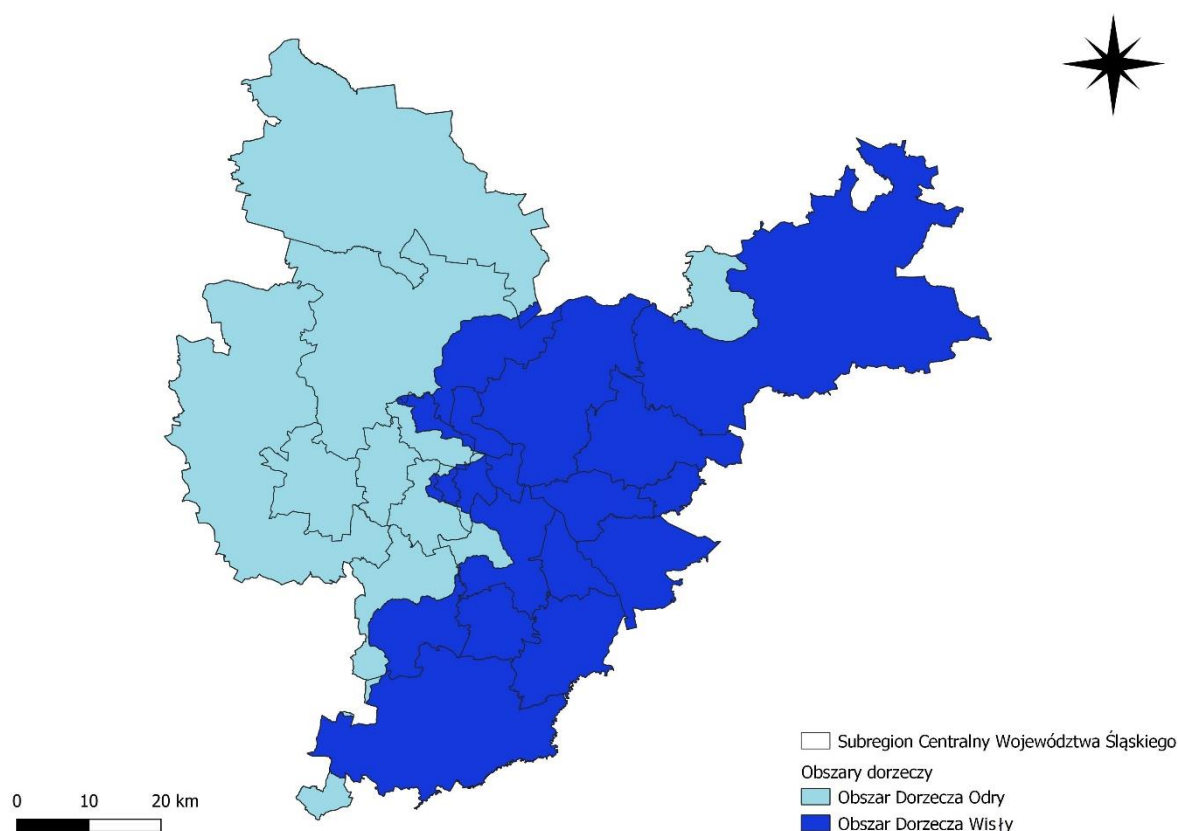 Subregion Centralny Województwa Śląskiego
Obszary dorzeczy
Obszar Dorzecza Odry
Obszar Dorzecza Wisły
0 10 20 km